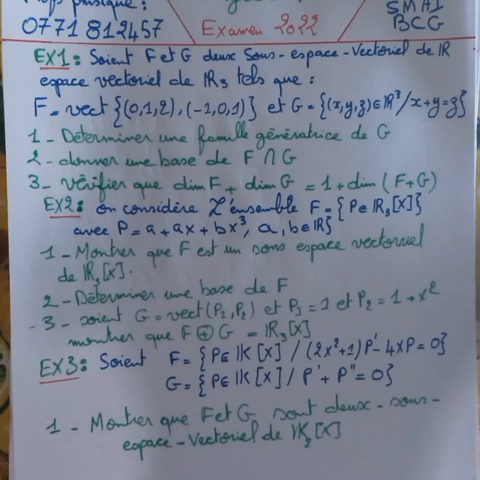 physique :
0771 812457
Examen 2022
SMAI
BCG
EX1: Soient F et G deux Sous-espace-Vectoriel de IR
espace vectoriel de IR3 tels que :
F = vect {(0,1,2),(-1,0,1)} et G = {(x,y,z)∈IR³/x+y=z}
1- Déterminer une famille génératrice de G
2- donner une base de F ∩ G
3- vérifier que dim F + dim G = 1 + dim (F+G)
EX2: on considère l'ensemble F = {P∈IR3[X]}
avec P = a + ax + bx³, a, b∈IR}
1- Montrer que F est un sous espace vectoriel
de IR3[x].
2- Déterminer une base de F
-3- soient G = vect(P1,P2) et P1 = 1 et P2 = 1+x²
montrer que F⊕G = IR3[X]
EX3: Soient F = {P∈IK[X] / (2x²+1)P'-4XP=0}
G = {P∈IK[X] / P' + P" = 0}
1- Montrer que F et G sont deux-sous-
espace-Vectoriel de IK2[X]